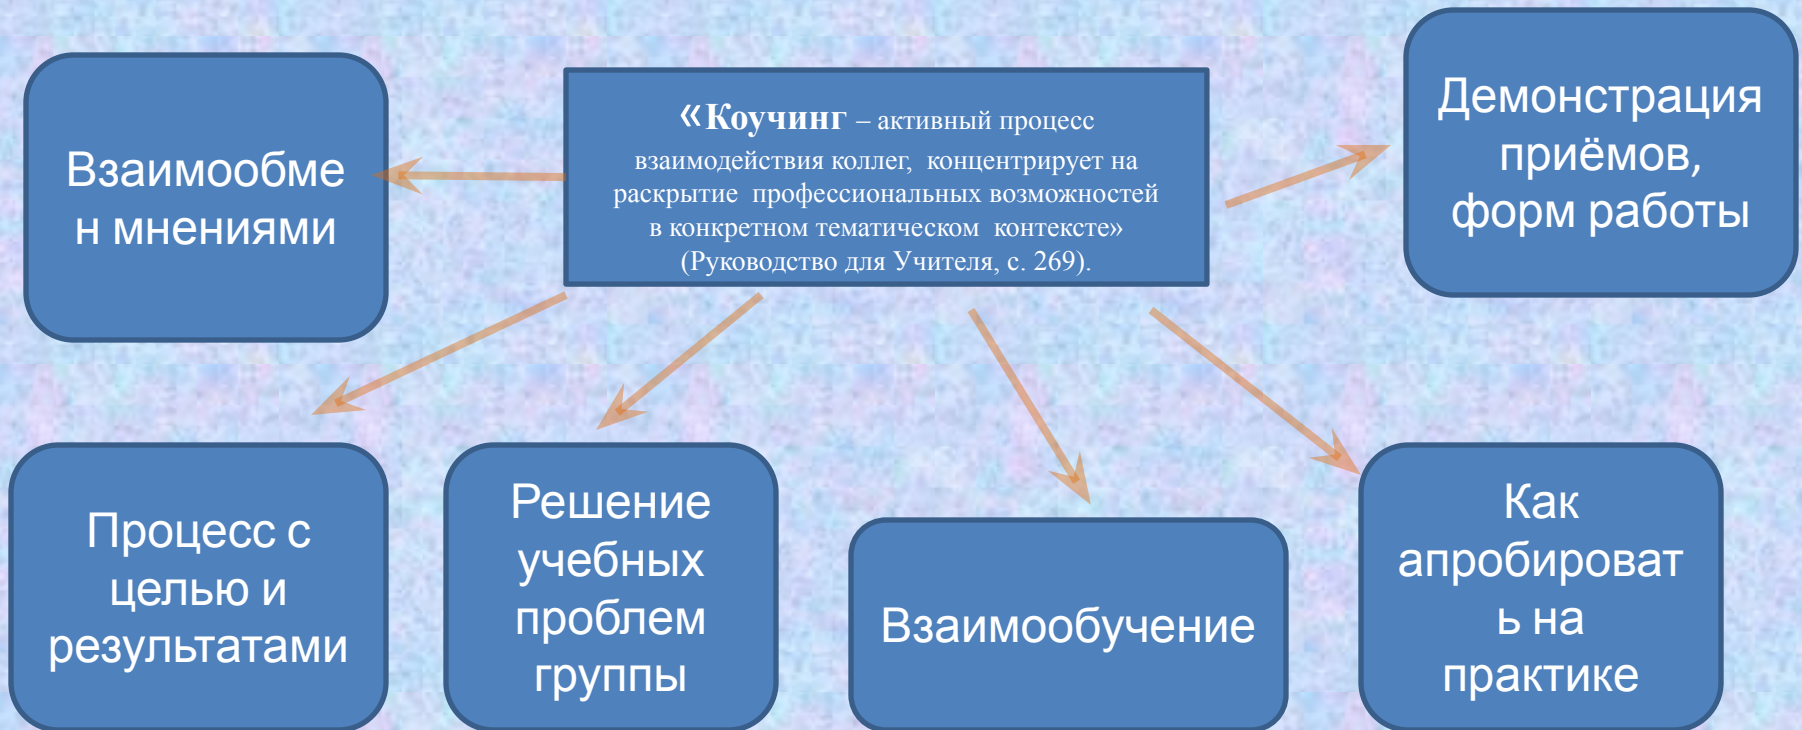 Взаимообме
н мнениями
«Коучинг – активный процесс
взаимодействия коллег, концентрирует на
раскрытие профессиональных возможностей
в конкретном тематическом контексте»
(Руководство для Учителя, с. 269).
Демонстрация
приёмов,
форм работы
Процесс с
целью и
результатами
Решение
учебных
проблем
группы
Взаимообучение
Как
апробироват
ь на
практике